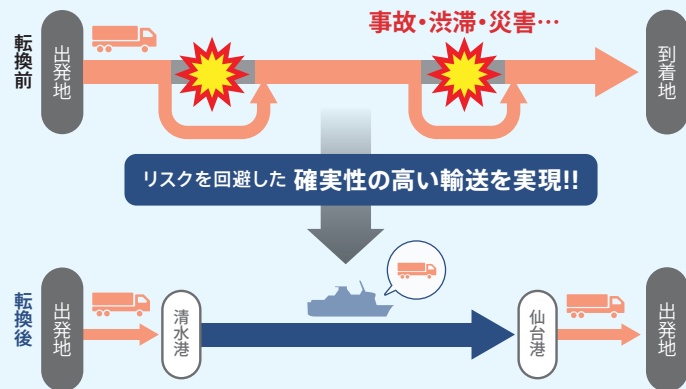 事故・渋滞・災害…
転換前
出発地
到着地
リスクを回避した 確実性の高い輸送を実現!!
転換後
出発地
清水港
仙台港
出発地